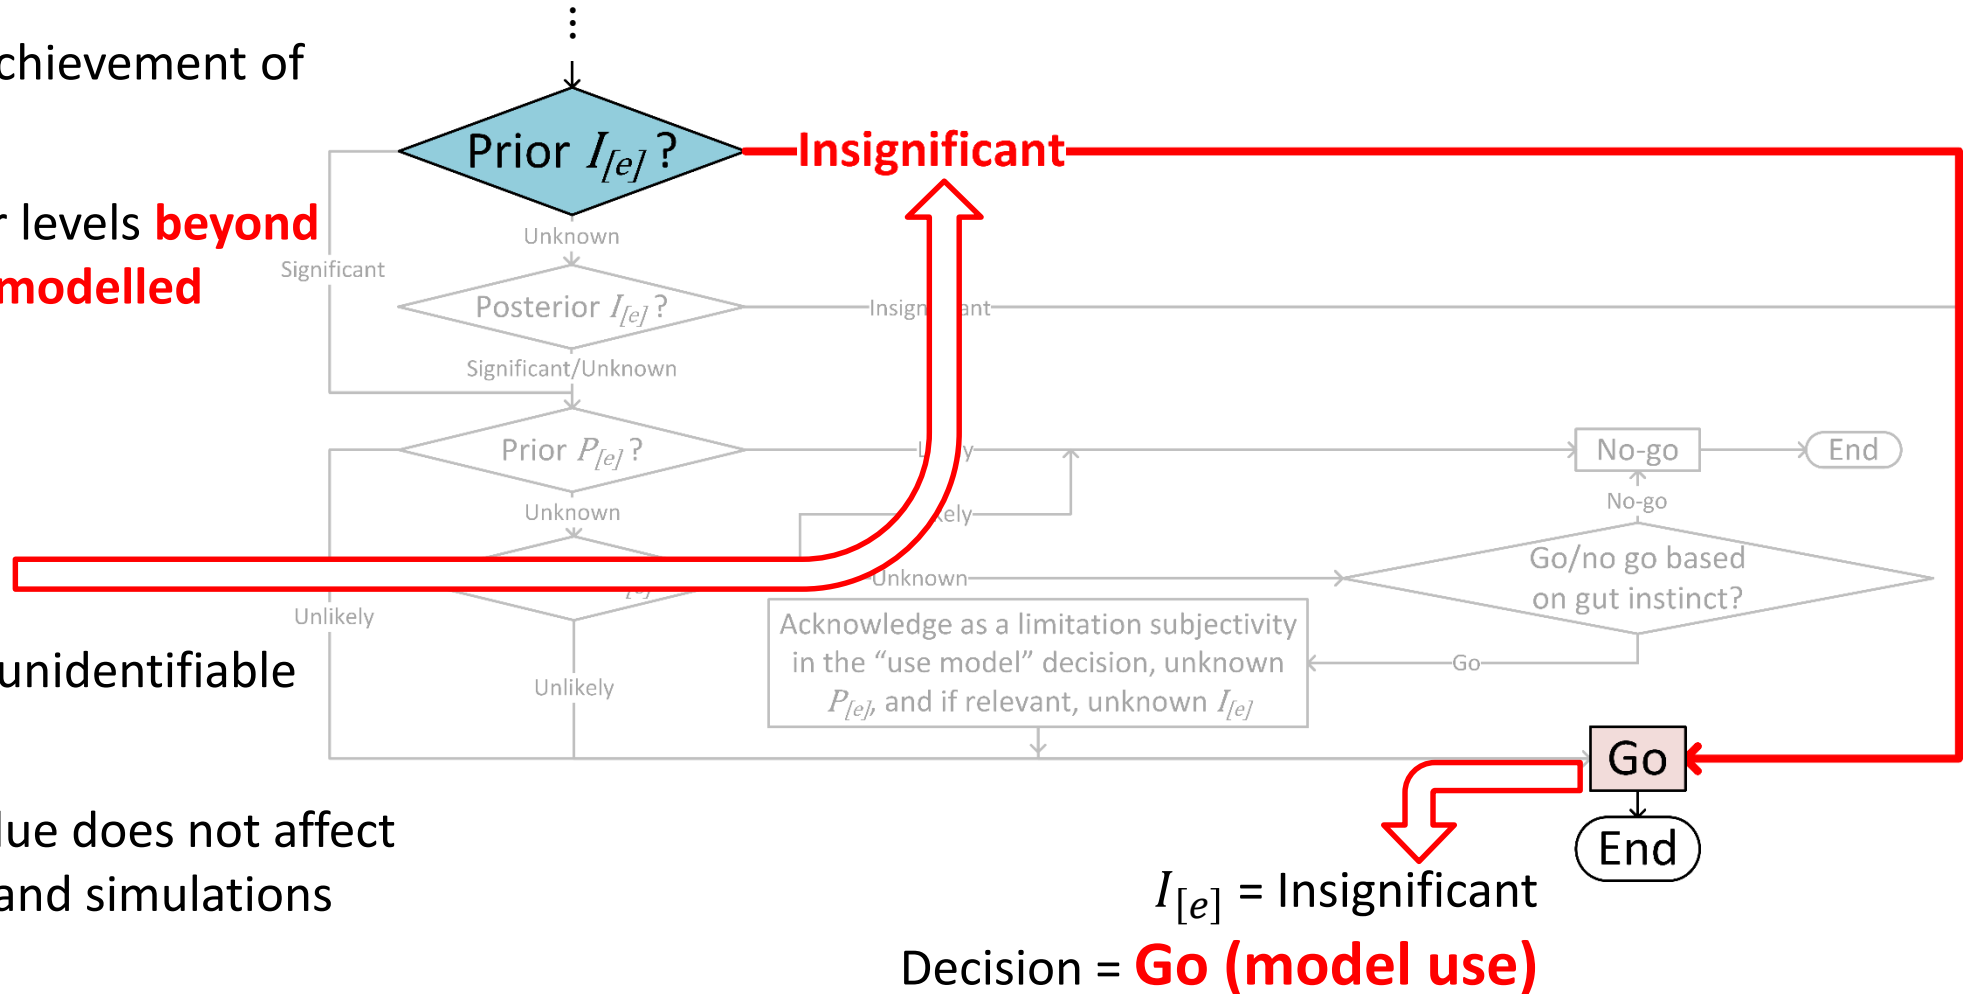 ⋮
chievement of
Prior I[e] ?
Insignificant
r levels beyond
modelled
Unknown
Significant
Posterior I[e] ?
Significant/Unknown
Prior P[e] ?
No-go
End
Unknown
No-go
Go/no go based
on gut instinct?
Unknown
Unlikely
Acknowledge as a limitation subjectivity
in the “use model” decision, unknown
P[e], and if relevant, unknown I[e]
Go
unidentifiable
Unlikely
Go
lue does not affect
End
and simulations
I[e] = Insignificant
Decision = Go (model use)